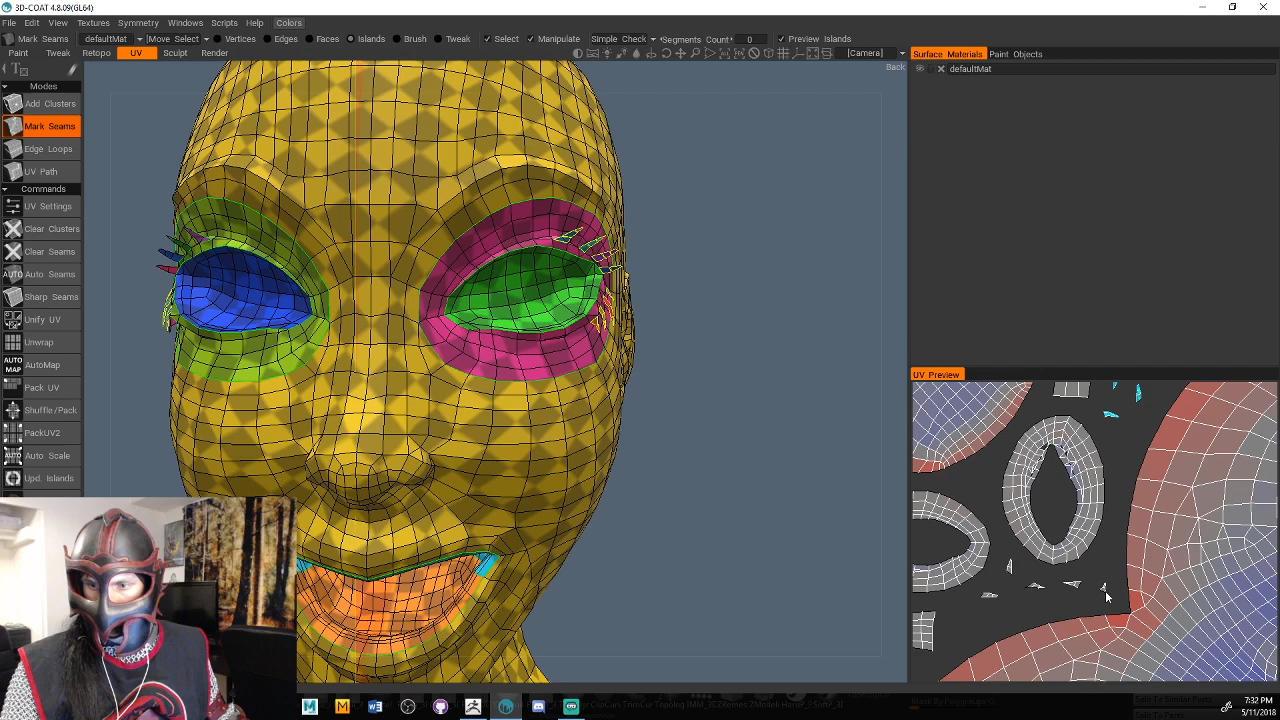 3D-COAT 4.8.09(GL64)
File Edit View Textures Symmetry Windows Scripts Help Colors
Mark Seams defaultMat [Move Select] Vertices Edges Faces Islands Brush Tweak Select Manipulate Simple Check Segments Count: 0 Preview Islands
Paint Tweak Retopo UV Sculpt Render [Camera]
Surface Materials Paint Objects
Back
defaultMat
Modes
Add Clusters
Mark Seams
Edge Loops
UV Path
Commands
UV Settings
Clear Clusters
Clear Seams
AUTO Auto Seams
Sharp Seams
Unify UV
Unwrap
AUTO MAP AutoMap
Pack UV
Shuffle/Pack
PackUV2
AUTO Auto Scale
Upd. Islands
UV Preview
7:32 PM
5/11/2018